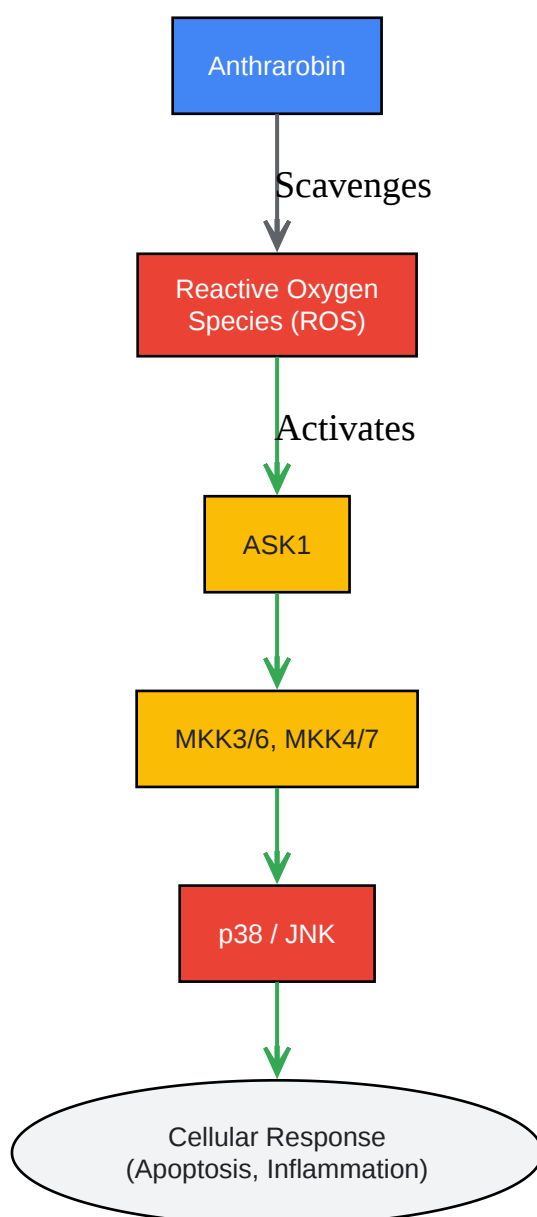 Anthrarobin
Scavenges
Reactive Oxygen
Species (ROS)
Activates
ASK1
MKK3/6, MKK4/7
p38 / JNK
Cellular Response
(Apoptosis, Inflammation)